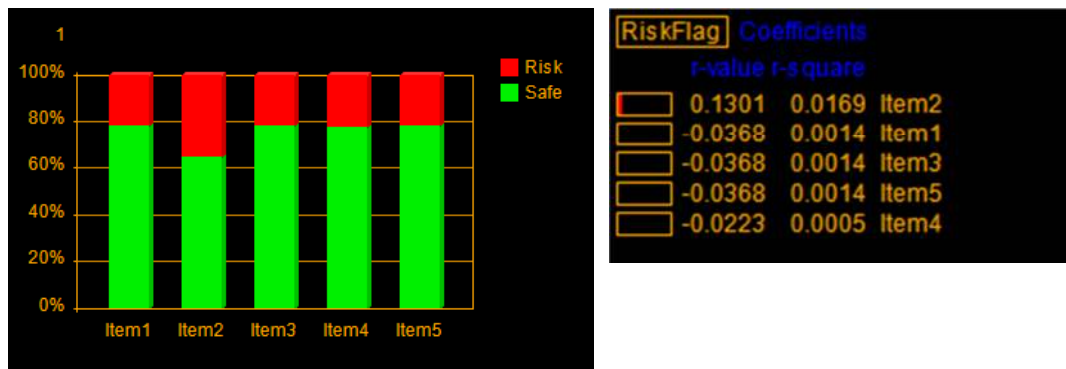 1
100%
80%
60%
40%
20%
0%
Item1 Item2 Item3 Item4 Item5
Risk
Safe
RiskFlag Coefficients
r-value r-square
0.1301 0.0169 Item2
-0.0368 0.0014 Item1
-0.0368 0.0014 Item3
-0.0368 0.0014 Item5
-0.0223 0.0005 Item4